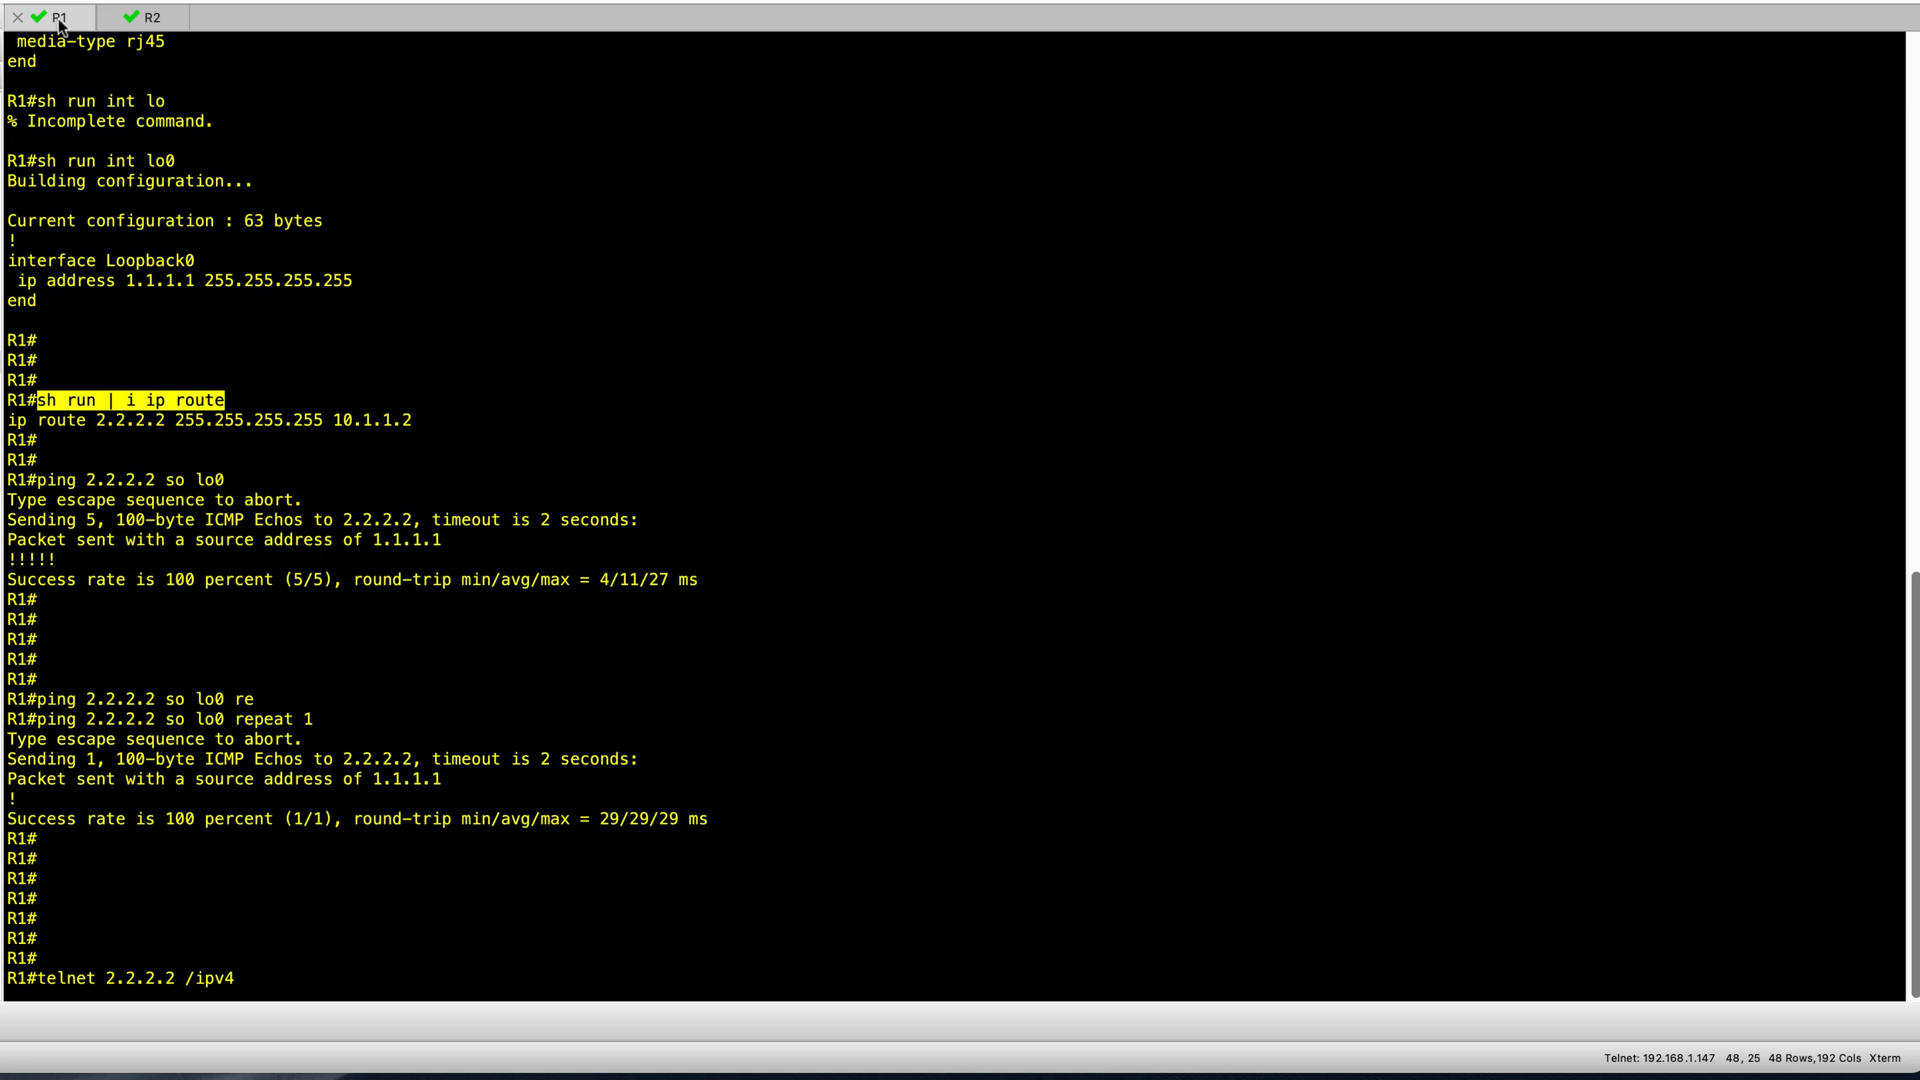 R1
R2
media-type rj45
end
R1#sh run int lo
% Incomplete command.
R1#sh run int lo0
Building configuration...
Current configuration : 63 bytes
!
interface Loopback0
ip address 1.1.1.1 255.255.255.255
end
R1#
R1#
R1#
R1#sh run | i ip route
ip route 2.2.2.2 255.255.255.255 10.1.1.2
R1#
R1#
R1#ping 2.2.2.2 so lo0
Type escape sequence to abort.
Sending 5, 100-byte ICMP Echos to 2.2.2.2, timeout is 2 seconds:
Packet sent with a source address of 1.1.1.1
!!!!!
Success rate is 100 percent (5/5), round-trip min/avg/max = 4/11/27 ms
R1#
R1#
R1#
R1#
R1#
R1#ping 2.2.2.2 so lo0 re
R1#ping 2.2.2.2 so lo0 repeat 1
Type escape sequence to abort.
Sending 1, 100-byte ICMP Echos to 2.2.2.2, timeout is 2 seconds:
Packet sent with a source address of 1.1.1.1
!
Success rate is 100 percent (1/1), round-trip min/avg/max = 29/29/29 ms
R1#
R1#
R1#
R1#
R1#
R1#
R1#
R1#telnet 2.2.2.2 /ipv4
Telnet: 192.168.1.147 48, 25 48 Rows,192 Cols Xterm